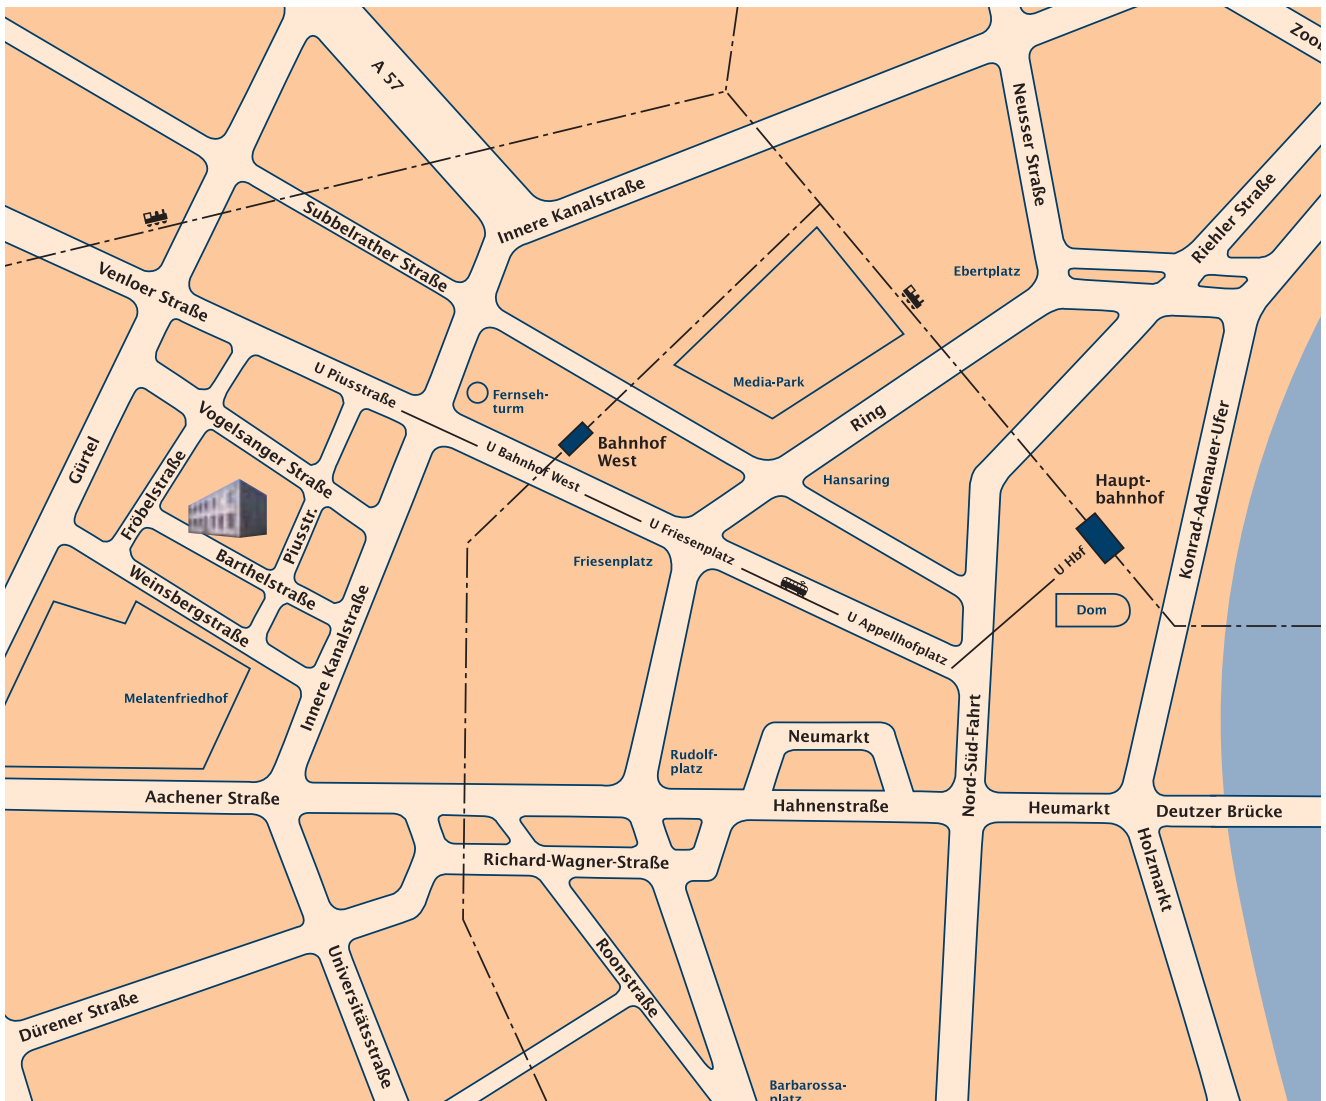 Zool
A 57
Neusser Straße
Innere Kanalstraße
Riehler Straße
Subbelrather Straße
Ebertplatz
Venloer Straße
U Piusstraße
Media-Park
Fernseh-
turm
Ring
Vogelsanger Straße
Bahnhof
West
Gürtel
U Bahnhof West
Hansaring
Haupt-
bahnhof
Konrad-Adenauer-Ufer
Fröbelstraße
Piusstr.
U Friesenplatz
Friesenplatz
U Hbf
Barthelstraße
Weinsbergstraße
Dom
U Appellhofplatz
Innere Kanalstraße
Melatenfriedhof
Nord-Süd-Fahrt
Neumarkt
Rudolf-
platz
Aachener Straße
Hahnenstraße
Heumarkt
Deutzer Brücke
Richard-Wagner-Straße
Holzmarkt
Roonstraße
Universitätsstraße
Dürener Straße
Barbarossa-
platz